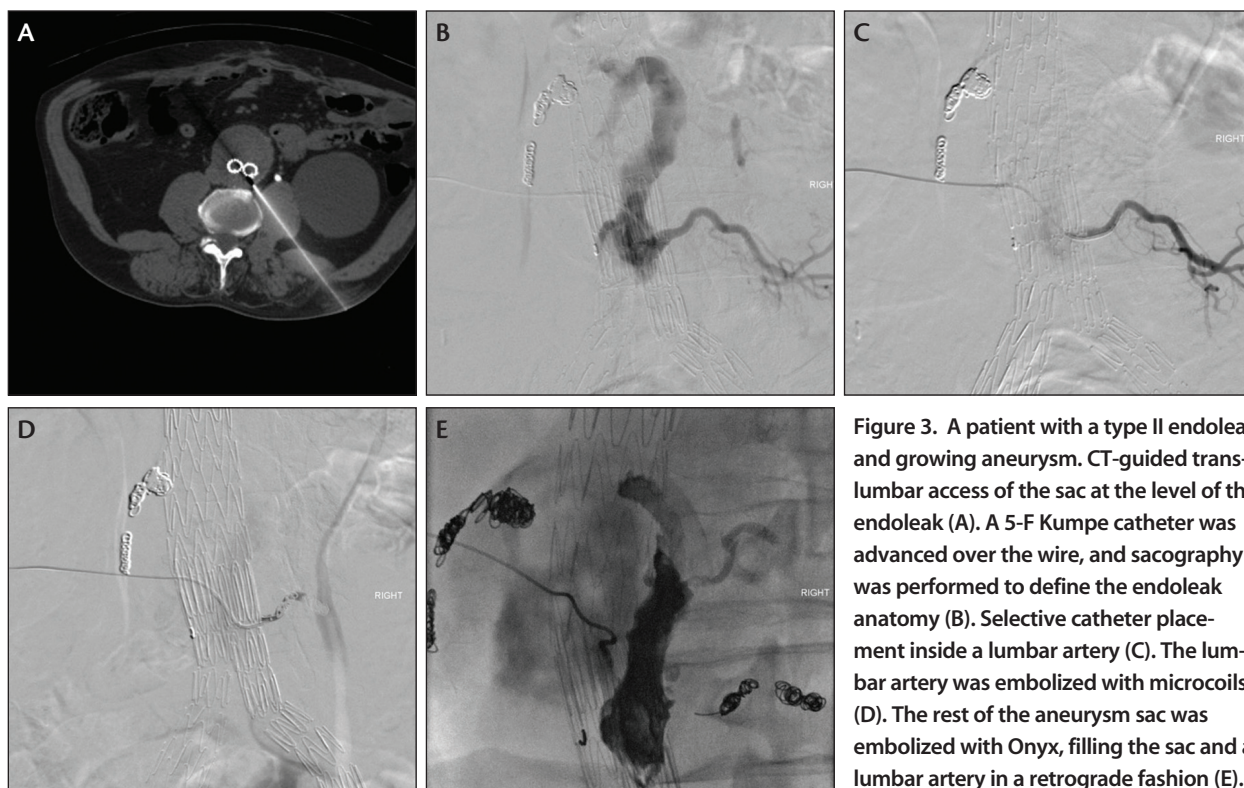 A
B
RIGH
C
RIGHT
D
RIGHT
E
RIGHT
Figure 3. A patient with a type II endolea
and growing aneurysm. CT-guided trans-
lumbar access of the sac at the level of th
endoleak (A). A 5-F Kumpe catheter was
advanced over the wire, and sacography
was performed to define the endoleak
anatomy (B). Selective catheter place-
ment inside a lumbar artery (C). The lum-
bar artery was embolized with microcoils
(D). The rest of the aneurysm sac was
embolized with Onyx, filling the sac and a
lumbar artery in a retrograde fashion (E).